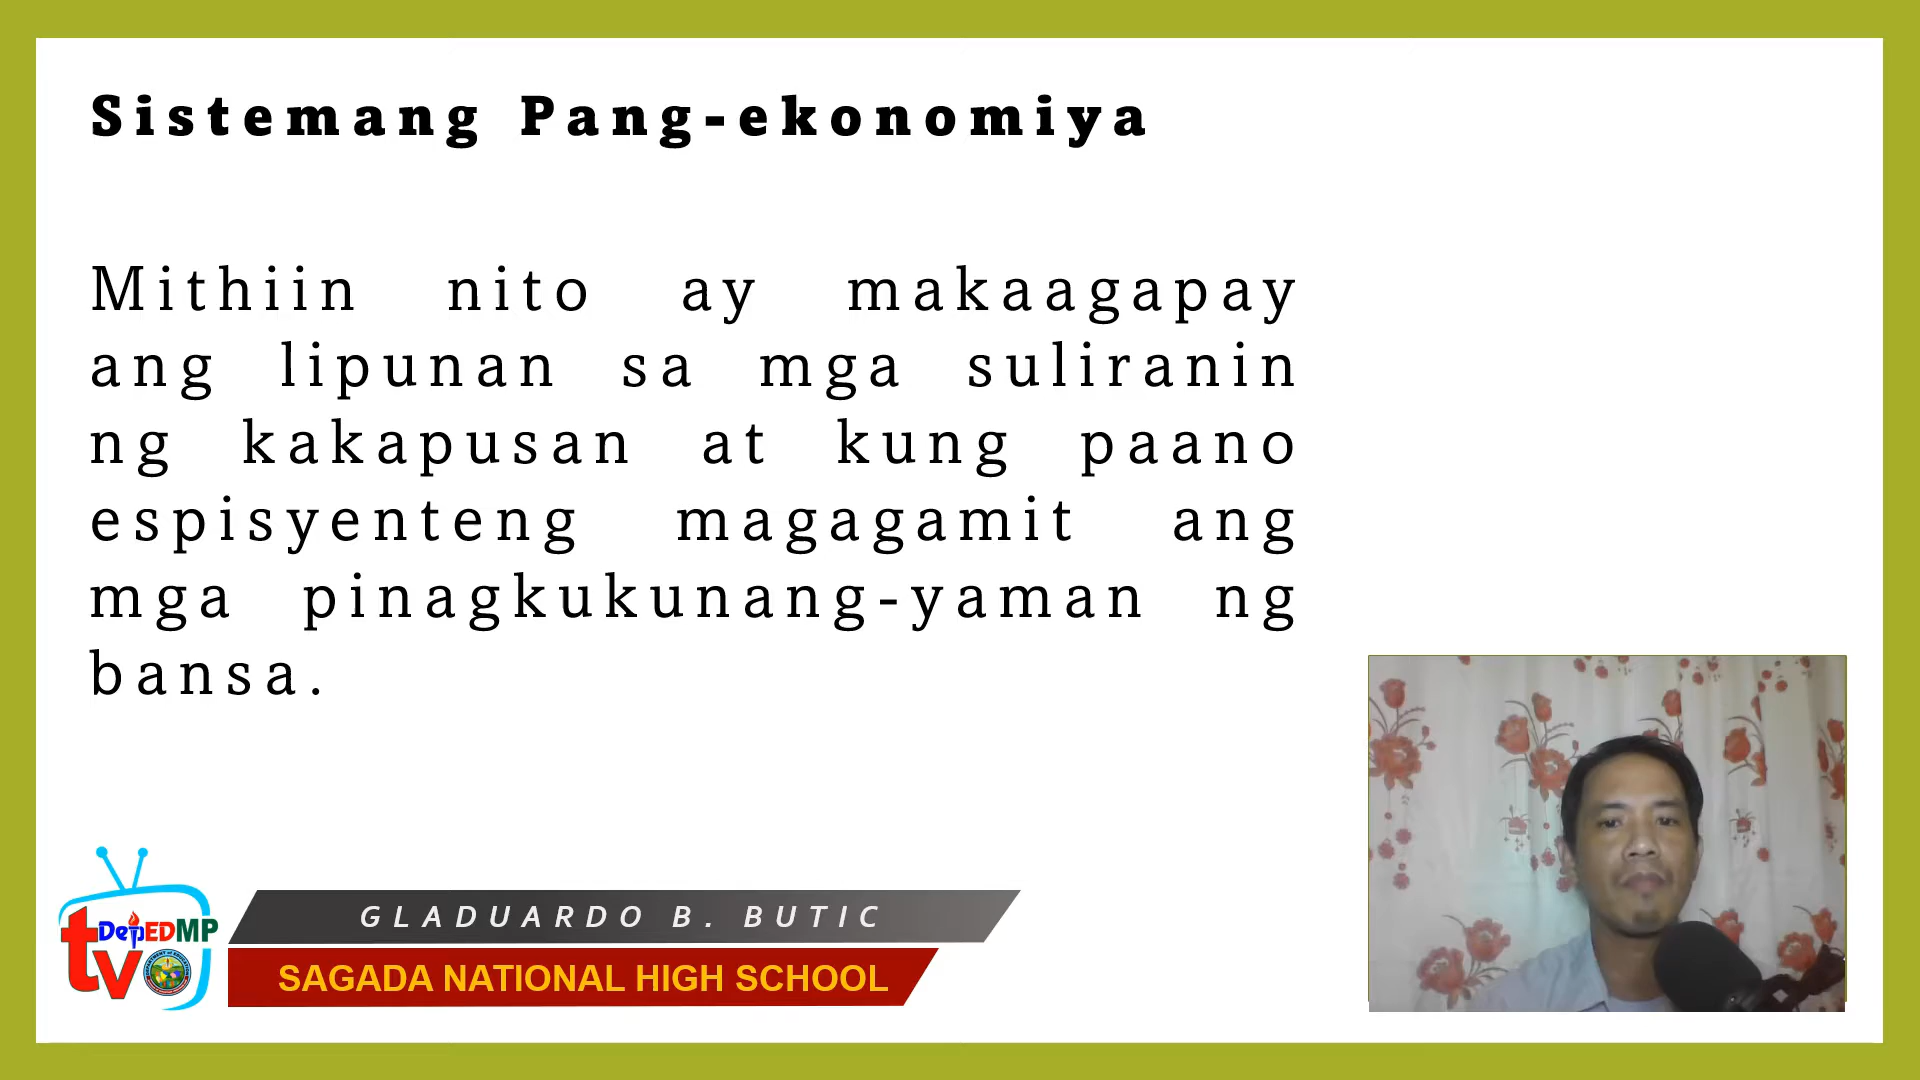 Sistemang Pang-ekonomiya
Mithiin nito ay makaagapay
ang lipunan sa mga suliranin
ng kakapusan at kung paano
espisyenteng magagamit ang
mga pinagkukunang-yaman ng
bansa.
DepEDMP
tv
GLADUARDO B. BUTIC
SAGADA NATIONAL HIGH SCHOOL